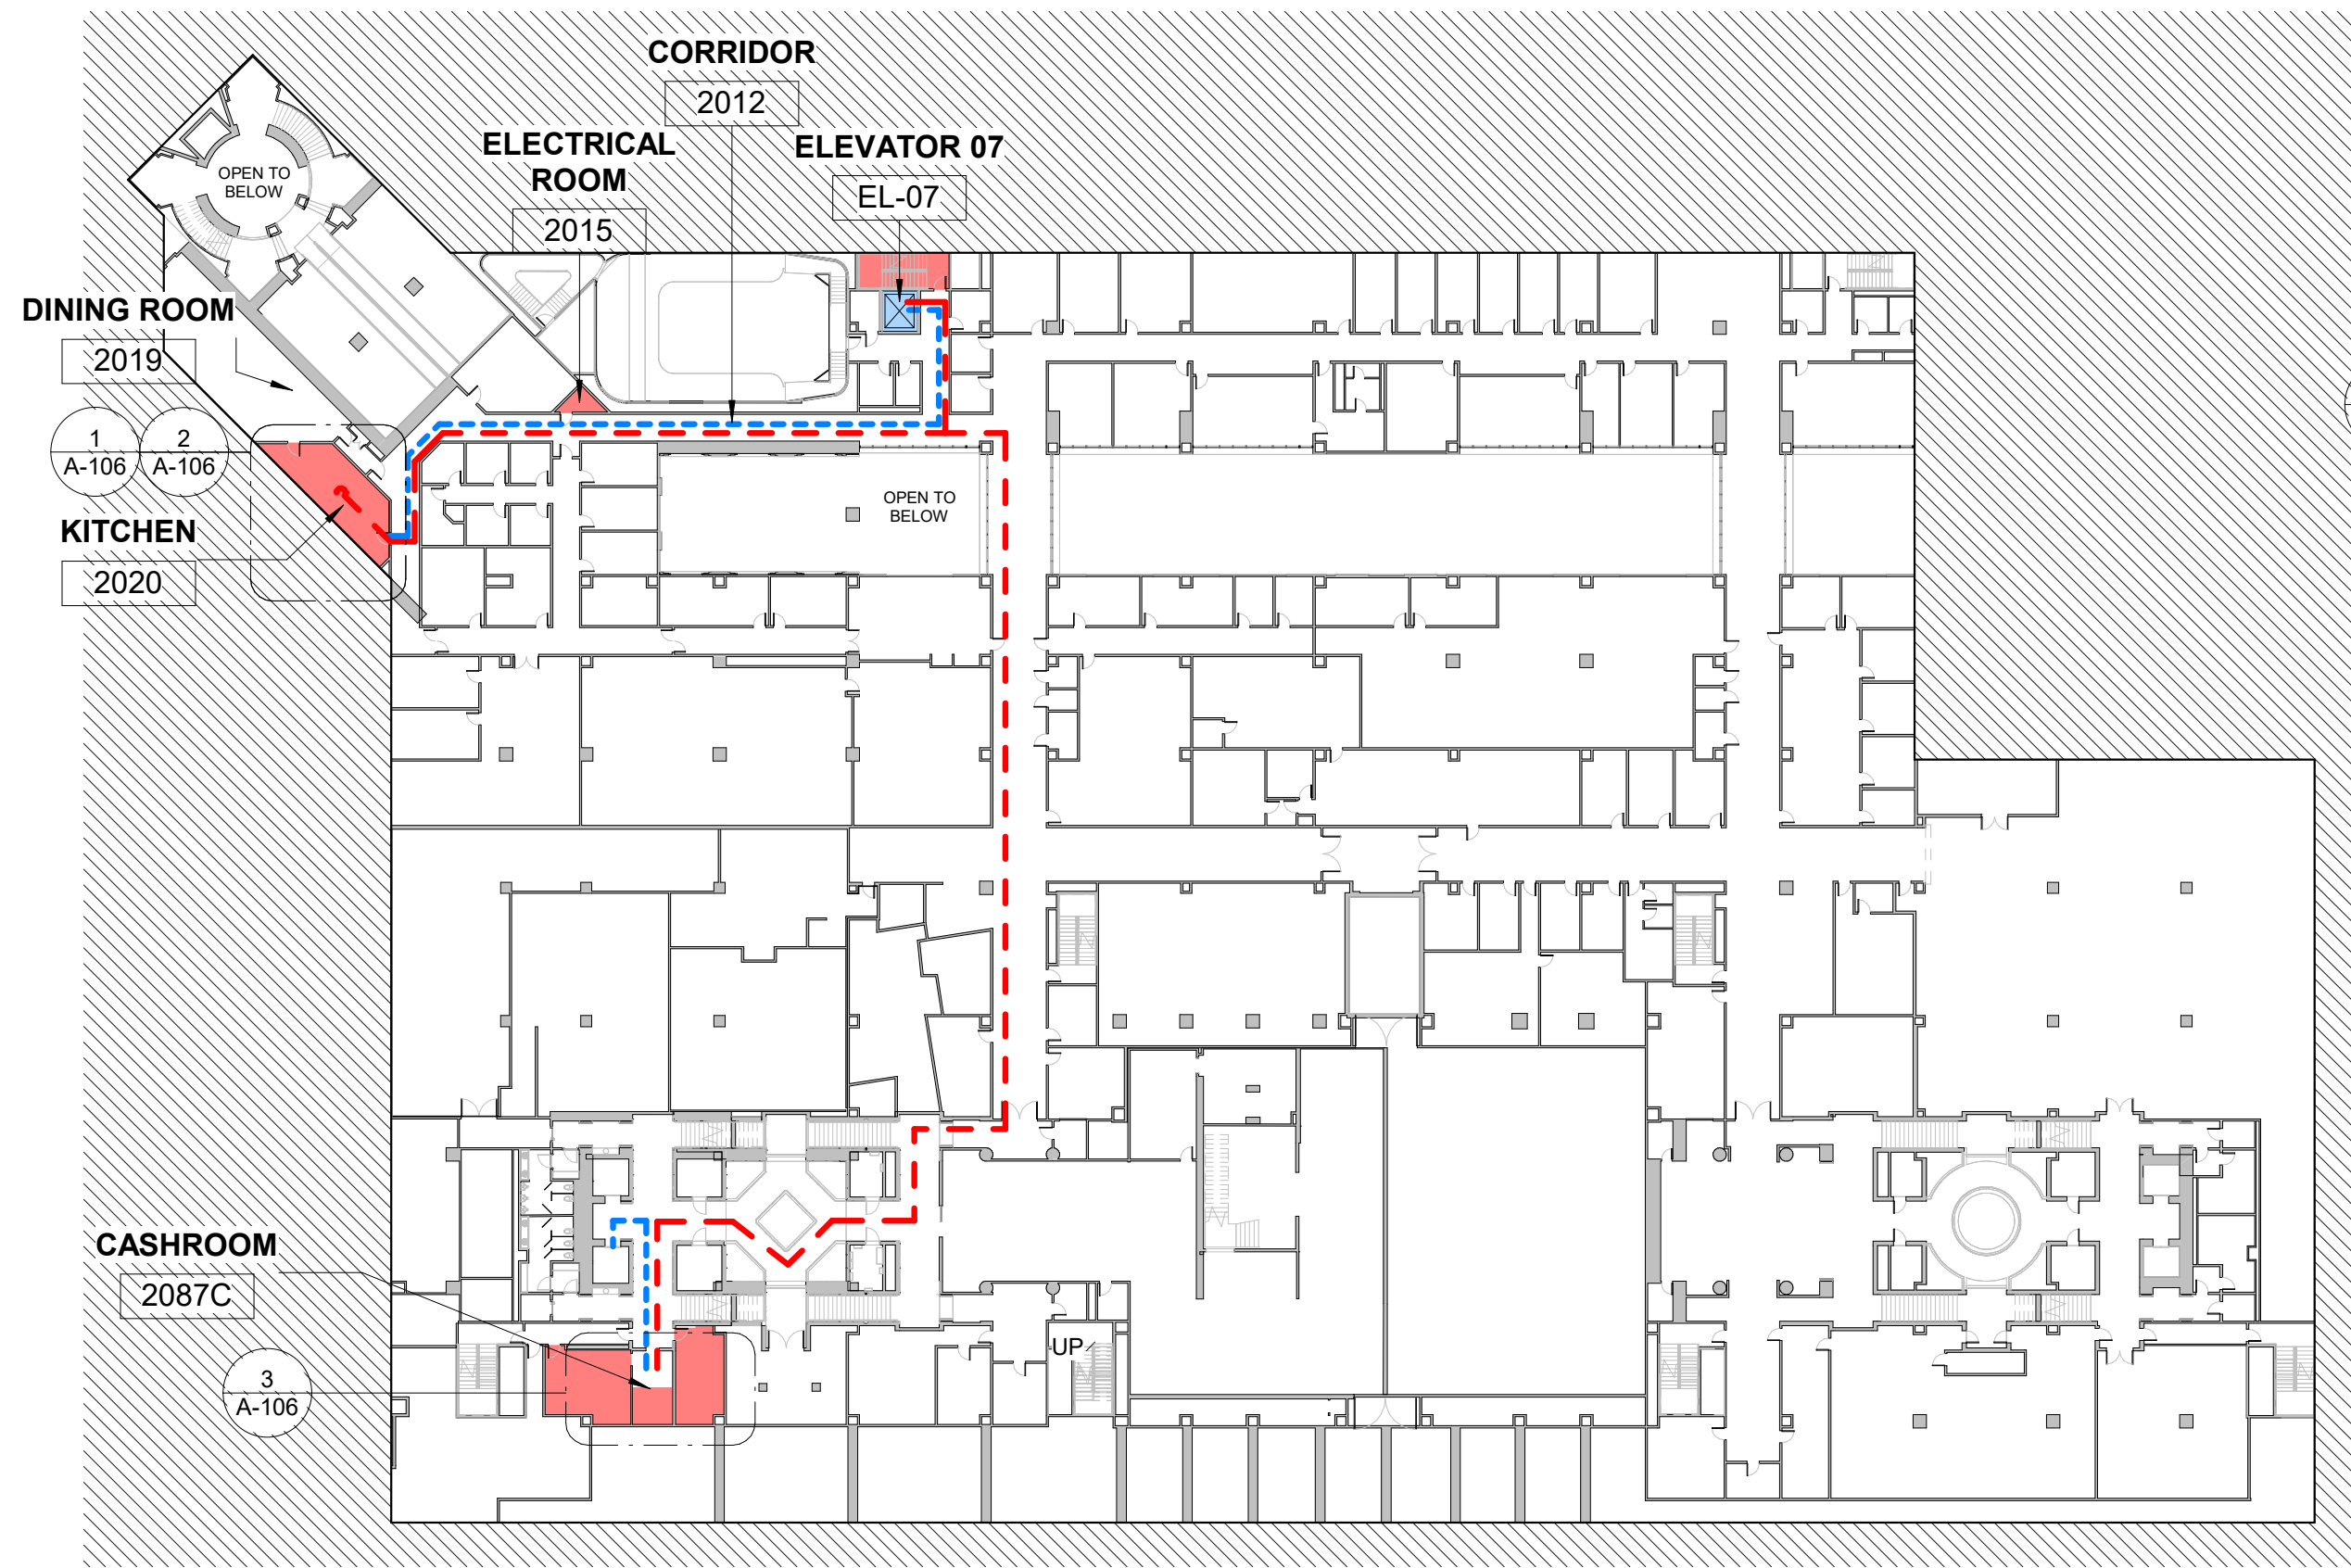 CORRIDOR
2012
ELECTRICAL
ROOM
2015
ELEVATOR 07
EL-07
OPEN TO
BELOW
DINING ROOM
2019
1
A-106
2
A-106
KITCHEN
2020
OPEN TO
BELOW
CASHROOM
2087C
3
A-106
UP